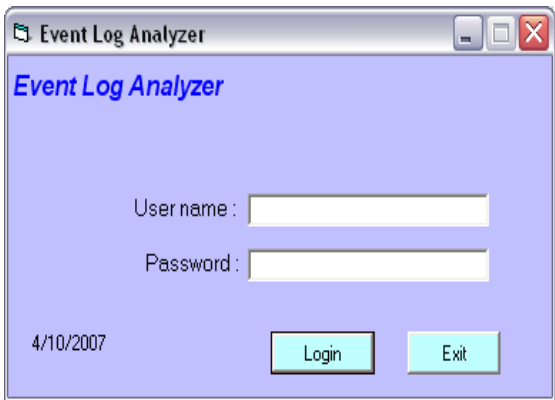 Event Log Analyzer
Event Log Analyzer
User name :
Password :
4/10/2007
Login
Exit